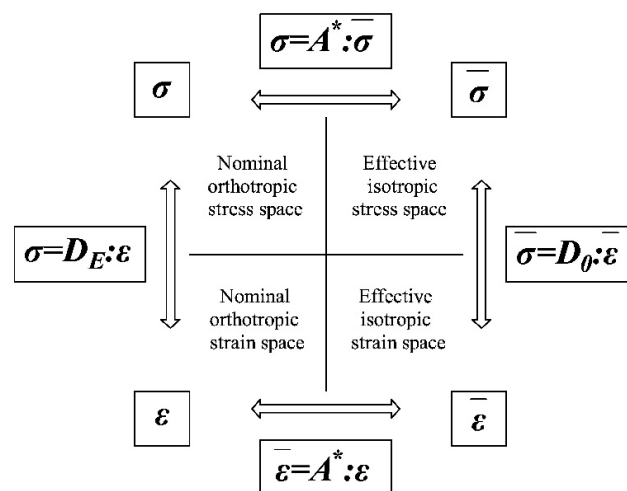 σ=A*:σ̅
σ
σ̅
Nominal
orthotropic
stress space
Effective
isotropic
stress space
σ=D_E:ε
σ̅=D_0:ε̅
Nominal
orthotropic
strain space
Effective
isotropic
strain space
ε
ε̅
ε̅=A*:ε